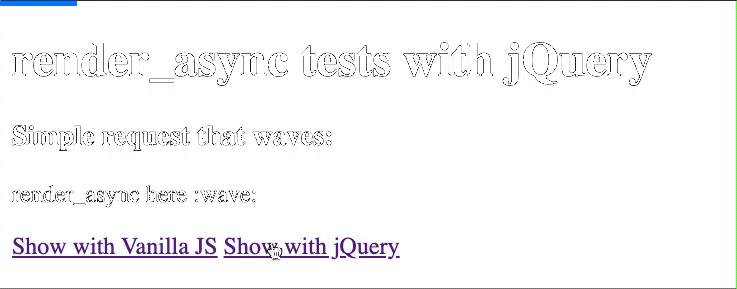 render_async tests with jQuery
Simple request that waves:
render_async here :wave:
Show with Vanilla JS Show with jQuery